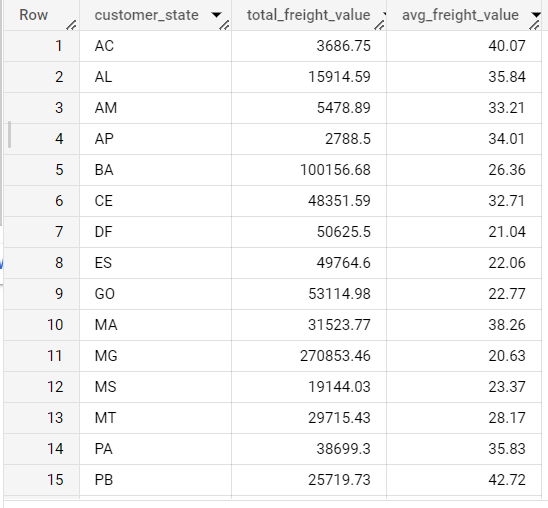 Row customer_state total_freight_value avg_freight_value
1 AC 3686.75 40.07
2 AL 15914.59 35.84
3 AM 5478.89 33.21
4 AP 2788.5 34.01
5 BA 100156.68 26.36
6 CE 48351.59 32.71
7 DF 50625.5 21.04
8 ES 49764.6 22.06
9 GO 53114.98 22.77
10 MA 31523.77 38.26
11 MG 270853.46 20.63
12 MS 19144.03 23.37
13 MT 29715.43 28.17
14 PA 38699.3 35.83
15 PB 25719.73 42.72